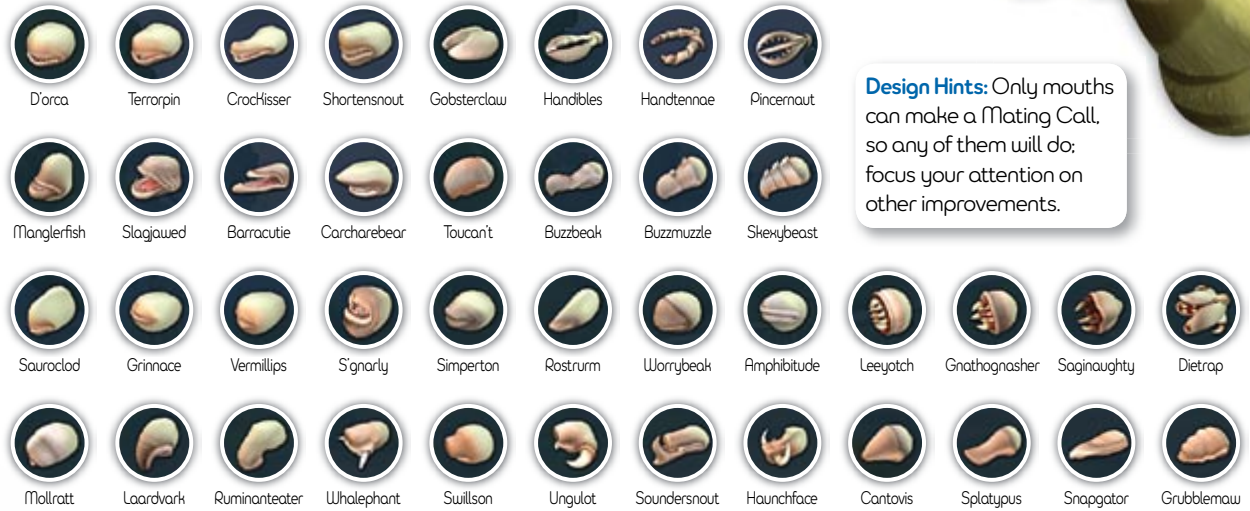 D'orca Terrorpin Crockisser Shortensnout Gobsterclaw Handibles Handtennae Pincernaut
Design Hints: Only mouths
can make a Mating Call,
so any of them will do;
focus your attention on
other improvements.
Manglerfish Slagjawed Barracutie Carcharebear Toucan't Buzzbeak Buzzmuzzle Skexybeast
Sauroclod Grinnace Vermillips S'gnarly Simperton Rostrurm Worrybeak Amphibitude Leeyotch Gnathognasher Saginaughty Dietrap
Mollratt Laardvark Ruminanteater Whalephant Swillson Ungulot Soundersnout Haunchface Cantovis Splatypus Snapgator Grubblemaw